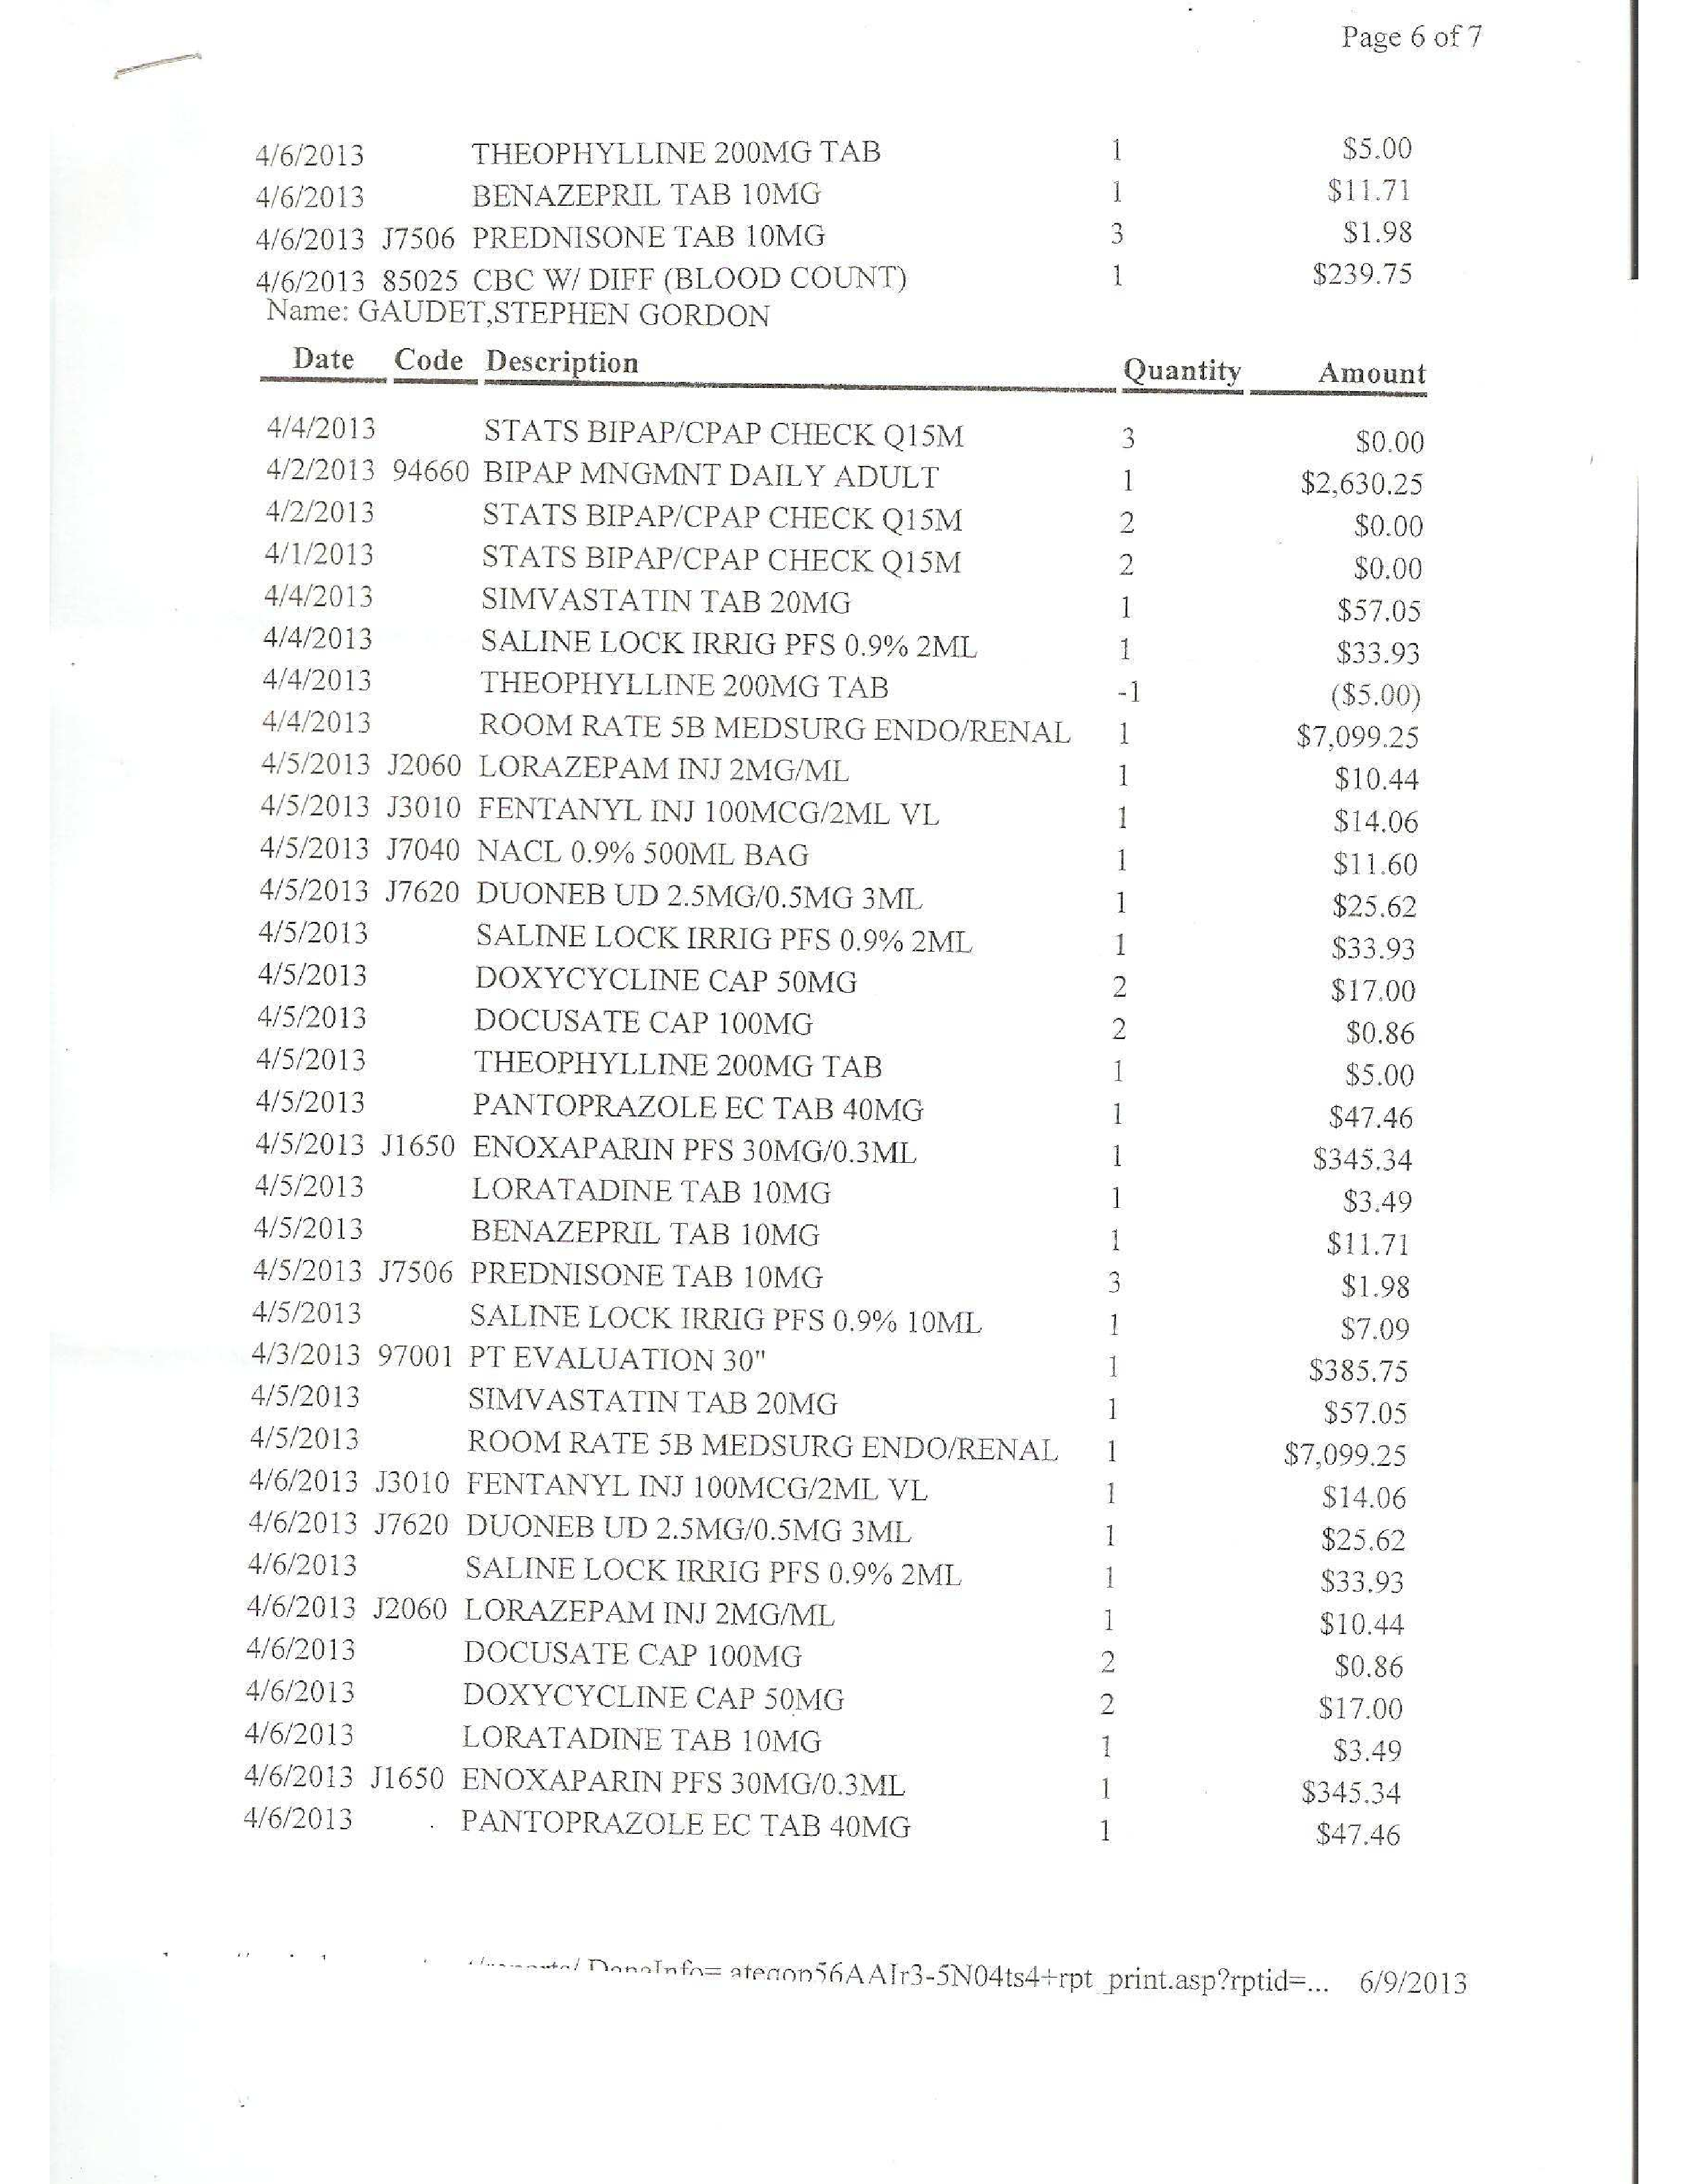 Page 6 of 7
4/6/2013 THEOPHYLLINE 200MG TAB 1 $5.00
4/6/2013 BENAZEPRIL TAB 10MG 1 $11.71
4/6/2013 J7506 PREDNISONE TAB 10MG 3 $1.98
4/6/2013 85025 CBC W/ DIFF (BLOOD COUNT) 1 $239.75
Name: GAUDET,STEPHEN GORDON
Date Code Description Quantity Amount
4/4/2013 STATS BIPAP/CPAP CHECK Q15M 3 $0.00
4/2/2013 94660 BIPAP MNGMNT DAILY ADULT 1 $2,630.25
4/2/2013 STATS BIPAP/CPAP CHECK Q15M 2 $0.00
4/1/2013 STATS BIPAP/CPAP CHECK Q15M 2 $0.00
4/4/2013 SIMVASTATIN TAB 20MG 1 $57.05
4/4/2013 SALINE LOCK IRRIG PFS 0.9% 2ML 1 $33.93
4/4/2013 THEOPHYLLINE 200MG TAB -1 ($5.00)
4/4/2013 ROOM RATE 5B MEDSURG ENDO/RENAL 1 $7,099.25
4/5/2013 J2060 LORAZEPAM INJ 2MG/ML 1 $10.44
4/5/2013 J3010 FENTANYL INJ 100MCG/2ML VL 1 $14.06
4/5/2013 J7040 NACL 0.9% 500ML BAG 1 $11.60
4/5/2013 J7620 DUONEB UD 2.5MG/0.5MG 3ML 1 $25.62
4/5/2013 SALINE LOCK IRRIG PFS 0.9% 2ML 1 $33.93
4/5/2013 DOXYCYCLINE CAP 50MG 2 $17.00
4/5/2013 DOCUSATE CAP 100MG 2 $0.86
4/5/2013 THEOPHYLLINE 200MG TAB 1 $5.00
4/5/2013 PANTOPRAZOLE EC TAB 40MG 1 $47.46
4/5/2013 J1650 ENOXAPARIN PFS 30MG/0.3ML 1 $345.34
4/5/2013 LORATADINE TAB 10MG 1 $3.49
4/5/2013 BENAZEPRIL TAB 10MG 1 $11.71
4/5/2013 J7506 PREDNISONE TAB 10MG 3 $1.98
4/5/2013 SALINE LOCK IRRIG PFS 0.9% 10ML 1 $7.09
4/3/2013 97001 PT EVALUATION 30" 1 $385.75
4/5/2013 SIMVASTATIN TAB 20MG 1 $57.05
4/5/2013 ROOM RATE 5B MEDSURG ENDO/RENAL 1 $7,099.25
4/6/2013 J3010 FENTANYL INJ 100MCG/2ML VL 1 $14.06
4/6/2013 J7620 DUONEB UD 2.5MG/0.5MG 3ML 1 $25.62
4/6/2013 SALINE LOCK IRRIG PFS 0.9% 2ML 1 $33.93
4/6/2013 J2060 LORAZEPAM INJ 2MG/ML 1 $10.44
4/6/2013 DOCUSATE CAP 100MG 2 $0.86
4/6/2013 DOXYCYCLINE CAP 50MG 2 $17.00
4/6/2013 LORATADINE TAB 10MG 1 $3.49
4/6/2013 J1650 ENOXAPARIN PFS 30MG/0.3ML 1 $345.34
4/6/2013 PANTOPRAZOLE EC TAB 40MG 1 $47.46
rpt_print.asp?rptid=... 6/9/2013